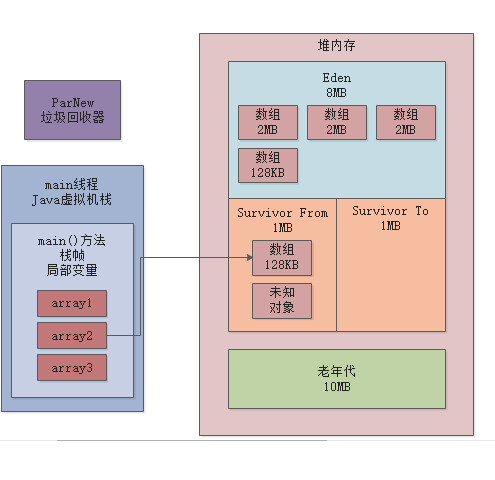 堆内存
ParNew
垃圾回收器
main线程
Java虚拟机栈
main()方法
栈帧
局部变量
array1
array2
array3
Eden
8MB
数组
2MB
数组
2MB
数组
2MB
数组
128KB
Survivor From
1MB
数组
128KB
未知
对象
Survivor To
1MB
老年代
10MB